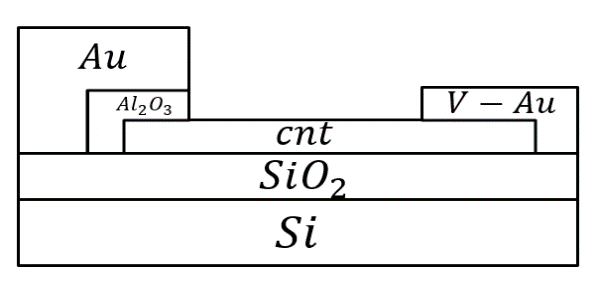 Au
Al₂O₃
V − Au
cnt
SiO₂
Si